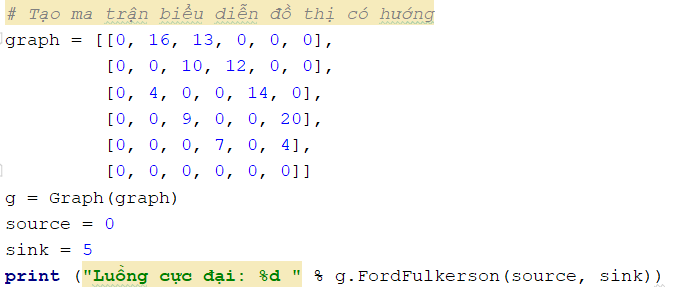 # Tạo ma trận biểu diễn đồ thị có hướng
graph = [[0, 16, 13, 0, 0, 0],
[0, 0, 10, 12, 0, 0],
[0, 4, 0, 0, 14, 0],
[0, 0, 9, 0, 0, 20],
[0, 0, 0, 7, 0, 4],
[0, 0, 0, 0, 0, 0]]
g = Graph(graph)
source = 0
sink = 5
print ("Luồng cực đại: %d " % g.FordFulkerson(source, sink))